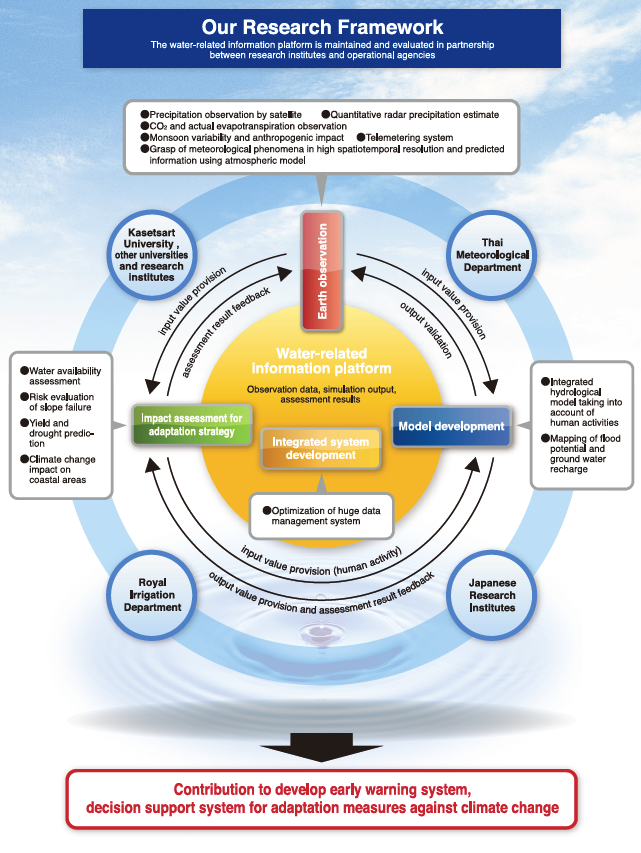 Our Research Framework
The water-related information platform is maintained and evaluated in partnership
between research institutes and operational agencies
●Precipitation observation by satellite ●Quantitative radar precipitation estimate
●CO₂ and actual evapotranspiration observation
●Monsoon variability and anthropogenic impact ●Telemetering system
●Grasp of meteorological phenomena in high spatiotemporal resolution and predicted
information using atmospheric model
Kasetsart
University ,
other universities
and research
institutes
Thai
Meteorological
Department
Earth observation
input value provision
assessment result feedback
input value provision
output validation
Water-related
information platform
Observation data, simulation output,
assessment results
●Water availability
assessment
●Risk evaluation
of slope failure
●Yield and
drought predic-
tion
●Climate change
impact on
coastal areas
Impact assessment for
adaptation strategy
Integrated system
development
Model development
●Integrated
hydrological
model taking into
account of
human activities
●Mapping of flood
potential and
ground water
recharge
●Optimization of huge data
management system
input value provision (human activity)
output value provision and assessment result feedback
Royal
Irrigation
Department
Japanese
Research
Institutes
Contribution to develop early warning system,
decision support system for adaptation measures against climate change